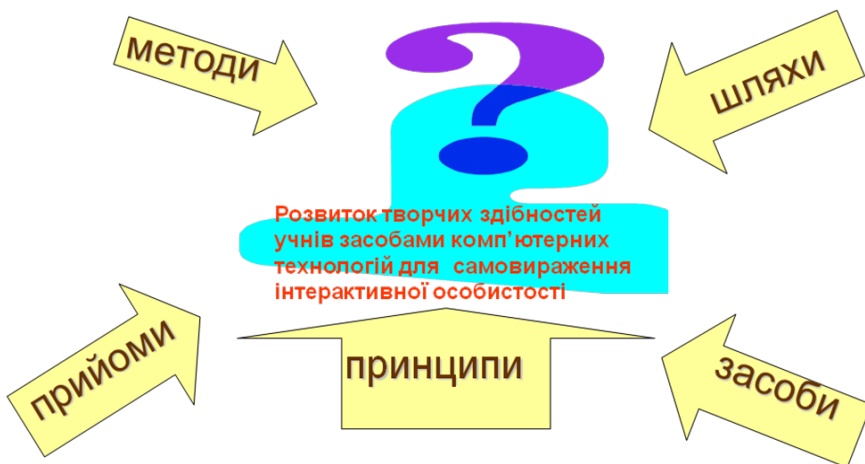 методи
шляхи
?
Розвиток творчих здібностей
учнів засобами комп’ютерних
технологій для самовираження
інтерактивної особистості
прийоми
принципи
засоби